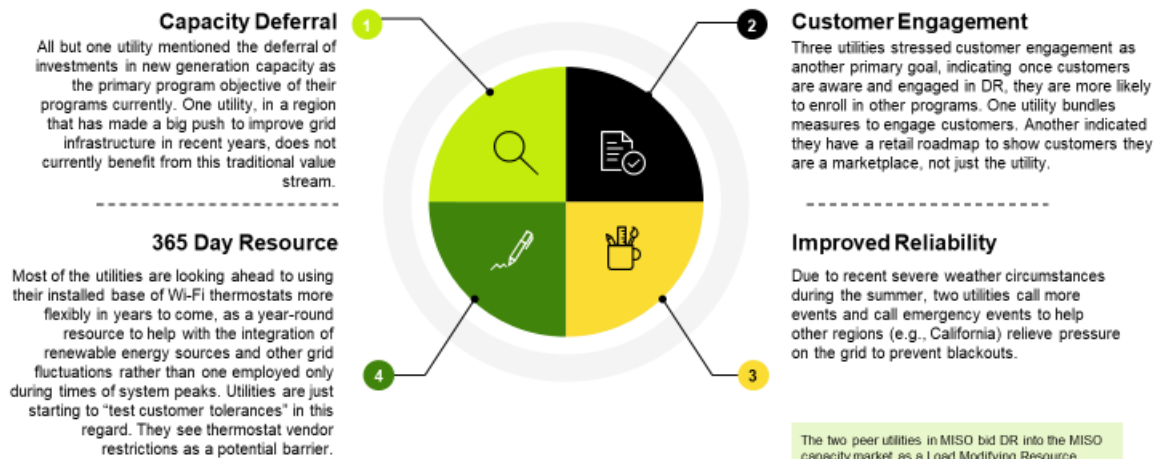 Capacity Deferral
All but one utility mentioned the deferral of
investments in new generation capacity as
the primary program objective of their
programs currently. One utility, in a region
that has made a big push to improve grid
infrastructure in recent years, does not
currently benefit from this traditional value
stream.
1
2
Customer Engagement
Three utilities stressed customer engagement as
another primary goal, indicating once customers
are aware and engaged in DR, they are more likely
to enroll in other programs. One utility bundles
measures to engage customers. Another indicated
they have a retail roadmap to show customers they
are a marketplace, not just the utility.
365 Day Resource
Most of the utilities are looking ahead to using
their installed base of Wi-Fi thermostats more
flexibly in years to come, as a year-round
resource to help with the integration of
renewable energy sources and other grid
fluctuations rather than one employed only
during times of system peaks. Utilities are just
starting to “test customer tolerances” in this
regard. They see thermostat vendor
restrictions as a potential barrier.
4
3
Improved Reliability
Due to recent severe weather circumstances
during the summer, two utilities call more
events and call emergency events to help
other regions (e.g., California) relieve pressure
on the grid to prevent blackouts.
The two peer utilities in MISO bid DR into the MISO
capacity market as a Load Modifying Resource